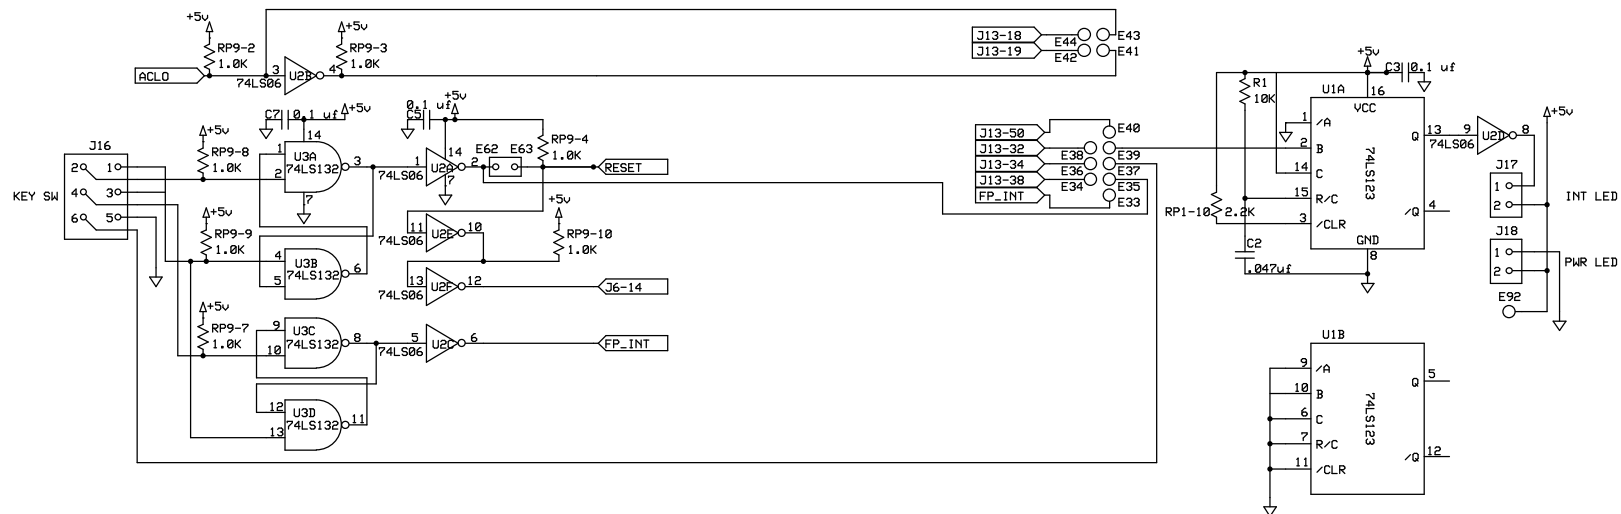 +5v
RP9-2
1.0K
+5v
RP9-3
1.0K
ACLO
3
U2B
4
74LS06
J13-18
E44
E43
J13-19
E42
E41
C7
0.1 uf
+5v
14
+5v
RP9-8
1.0K
1
U3A
74LS132
3
2
7
J16
2
1
4
3
6
5
KEY SW
+5v
RP9-9
1.0K
4
U3B
74LS132
6
5
+5v
RP9-7
1.0K
9
U3C
74LS132
8
10
12
U3D
74LS132
11
13
0.1 uf
C5
+5v
14
1
U2A
2
74LS06
7
E62
E63
RP9-4
1.0K
RESET
11
U2E
10
74LS06
+5v
RP9-10
1.0K
13
U2F
12
74LS06
J6-14
5
U2C
6
74LS06
FP_INT
J13-50
E40
J13-32
E38
E39
J13-34
E36
E37
J13-38
E34
E35
FP_INT
E33
+5v
C3
0.1 uf
R1
10K
RP1-10
2.2K
C2
.047uf
U1A
16
VCC
1
/A
2
B
14
C
15
R/C
3
/CLR
74LS123
Q
13
/Q
4
GND
8
9
U2D
8
74LS06
+5v
J17
1
2
INT LED
J18
1
2
PWR LED
E92
U1B
9
/A
10
B
6
C
7
R/C
11
/CLR
74LS123
Q
5
/Q
12